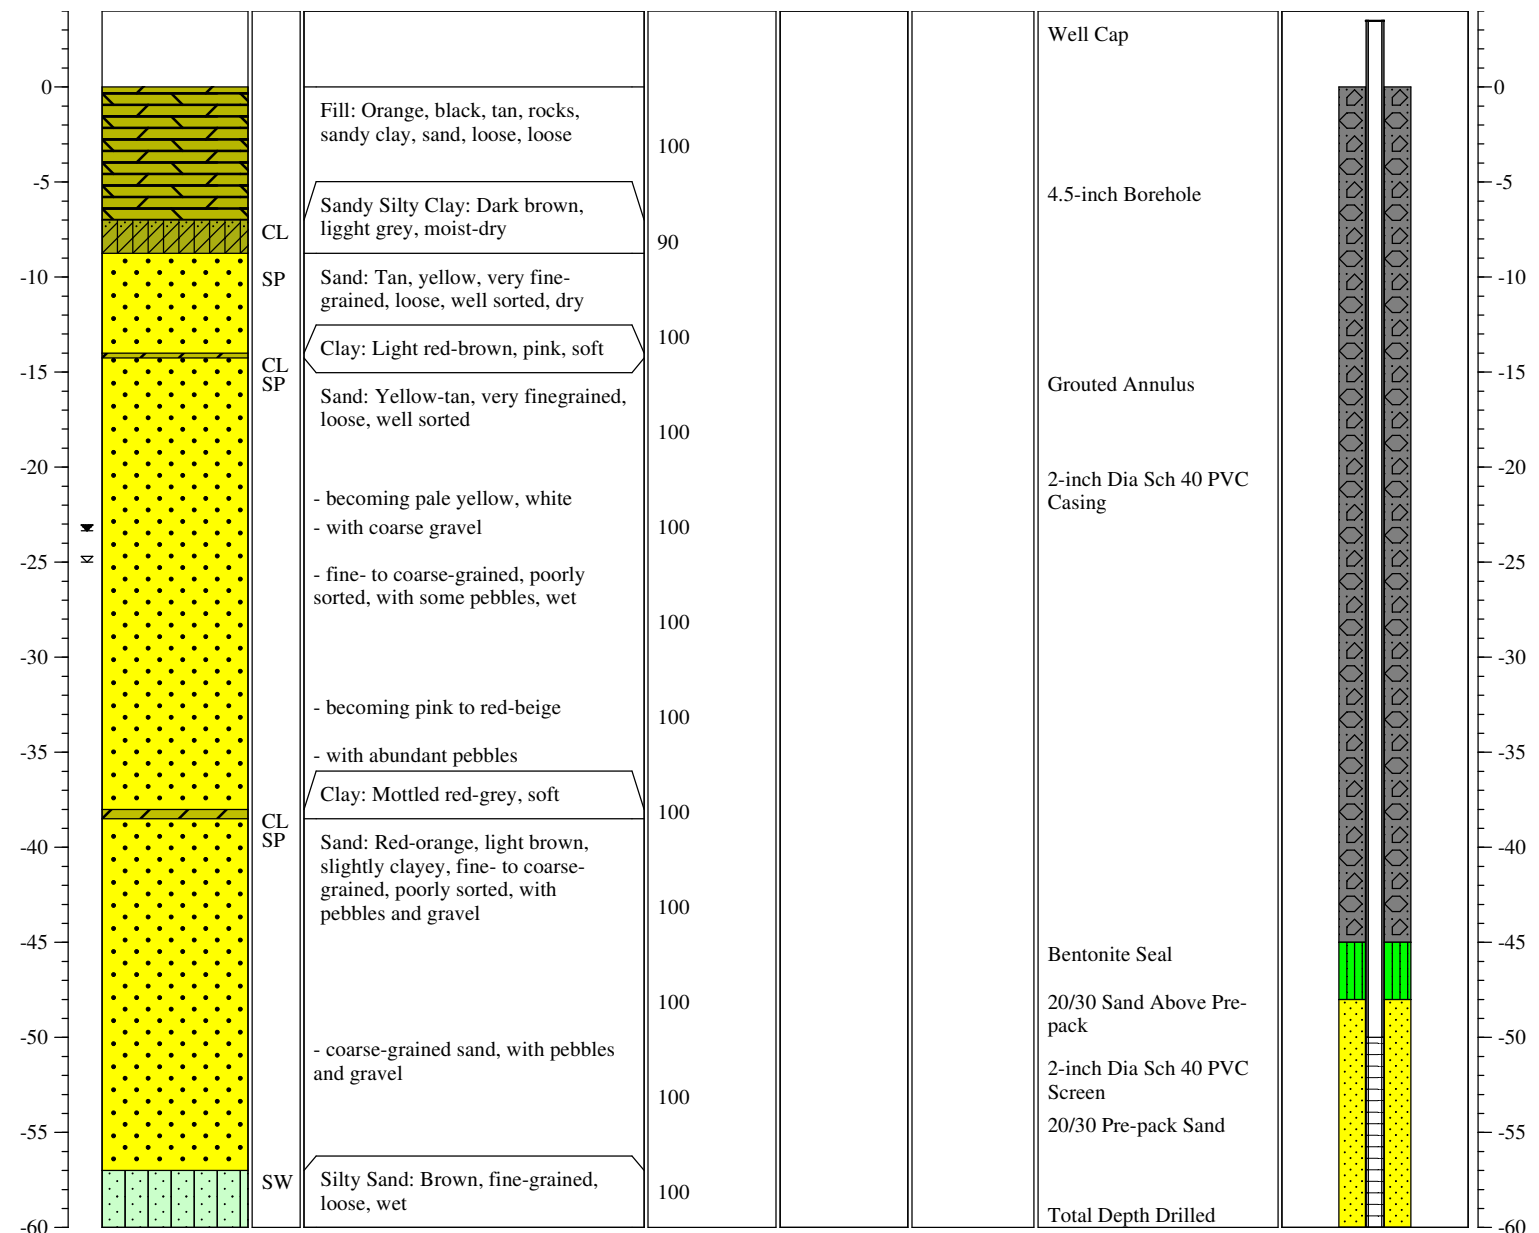 Well Cap
0
0
Fill: Orange, black, tan, rocks,
sandy clay, sand, loose, loose
100
-5
-5
4.5-inch Borehole
Sandy Silty Clay: Dark brown,
ligght grey, moist-dry
CL
90
-10
-10
SP
Sand: Tan, yellow, very fine-
grained, loose, well sorted, dry
100
Clay: Light red-brown, pink, soft
CL
-15
-15
SP
Grouted Annulus
Sand: Yellow-tan, very finegrained,
loose, well sorted
100
-20
-20
2-inch Dia Sch 40 PVC
Casing
- becoming pale yellow, white
- with coarse gravel
100
-25
-25
- fine- to coarse-grained, poorly
sorted, with some pebbles, wet
100
-30
-30
- becoming pink to red-beige
100
-35
-35
- with abundant pebbles
Clay: Mottled red-grey, soft
100
CL
SP
-40
-40
Sand: Red-orange, light brown,
slightly clayey, fine- to coarse-
grained, poorly sorted, with
pebbles and gravel
100
-45
-45
Bentonite Seal
100
20/30 Sand Above Pre-
pack
-50
-50
- coarse-grained sand, with pebbles
and gravel
2-inch Dia Sch 40 PVC
Screen
100
20/30 Pre-pack Sand
-55
-55
SW
Silty Sand: Brown, fine-grained,
loose, wet
100
Total Depth Drilled
-60
-60